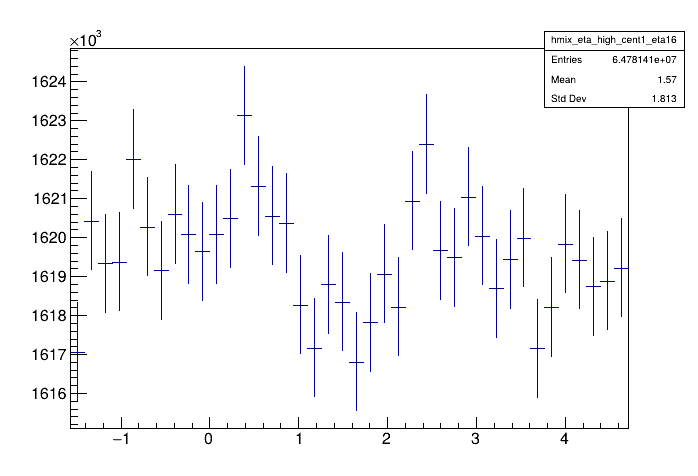 ×10³
hmix_eta_high_cent1_eta16
Entries 6.478141e+07
Mean 1.57
Std Dev 1.813
1624
1623
1622
1621
1620
1619
1618
1617
1616
−1 0 1 2 3 4